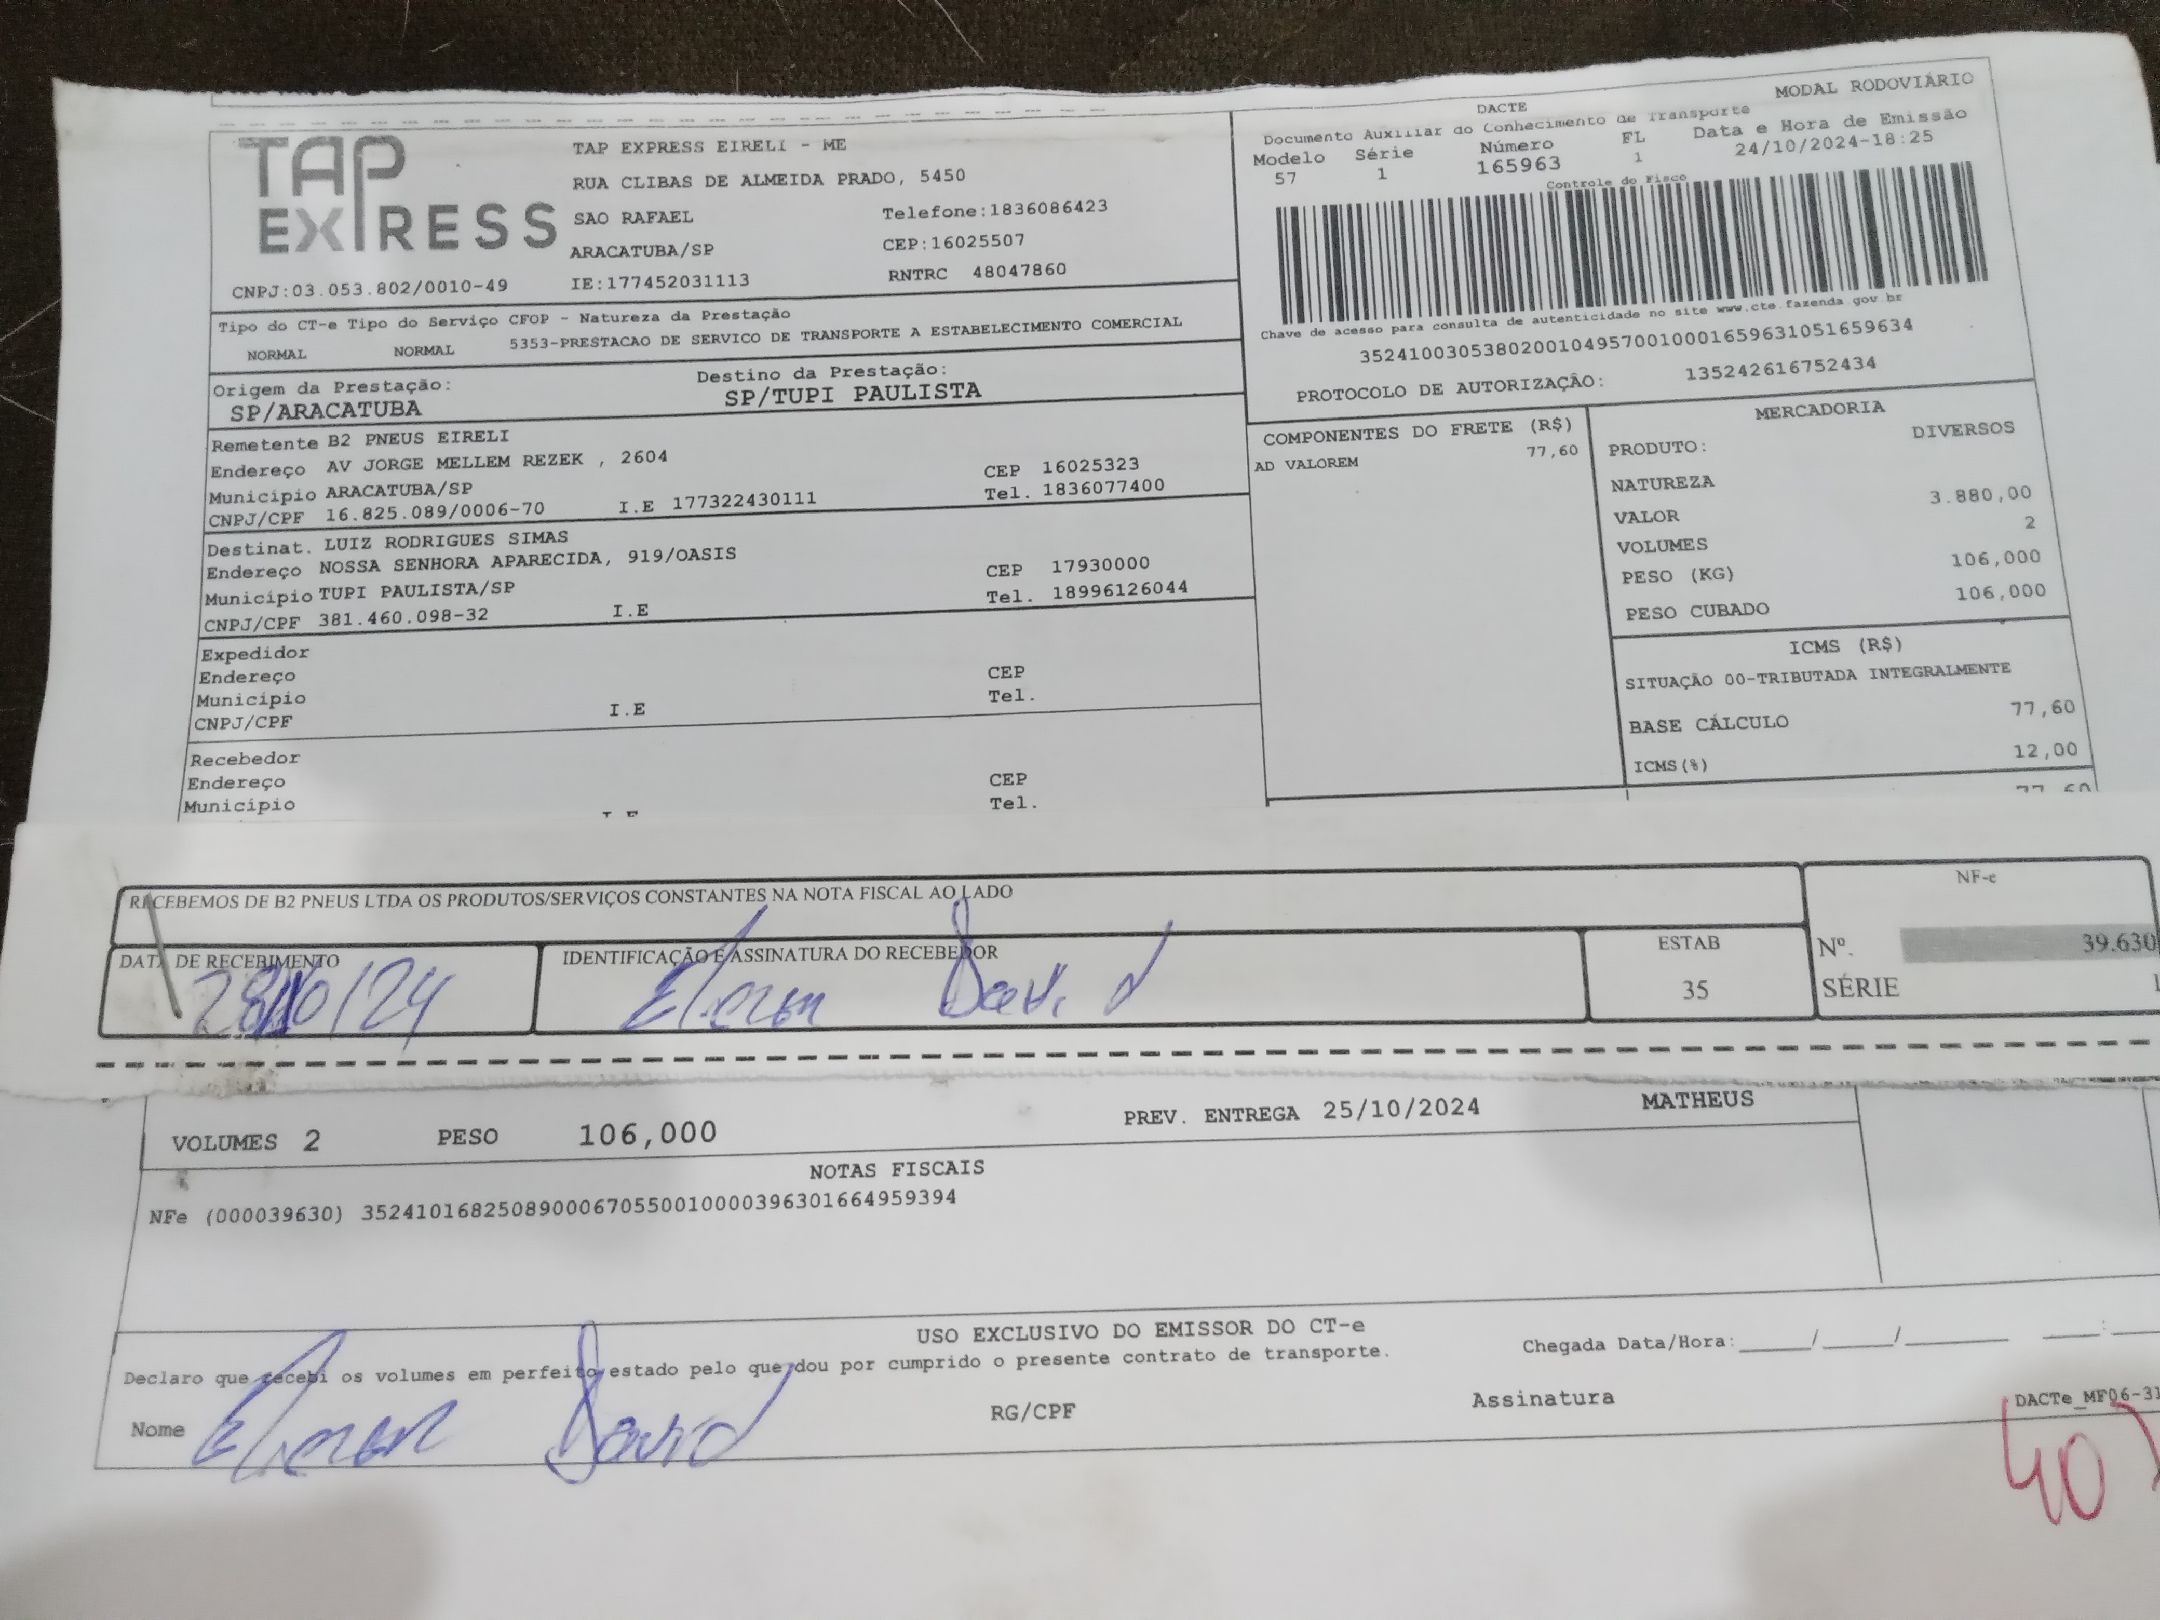 TAP EXPRESS
TAP EXPRESS EIRELI - ME
RUA CLIBAS DE ALMEIDA PRADO, 5450
SAO RAFAEL Telefone:1836086423
ARACATUBA/SP CEP:16025507
CNPJ:03.053.802/0010-49 IE:177452031113 RNTRC 48047860
MODAL RODOVIÁRIO
DACTE
Documento Auxiliar do Conhecimento de Transporte
Modelo Série Número FL Data e Hora de Emissão
57 1 165963 1 24/10/2024-18:25
Controle do Fisco
Chave de acesso para consulta de autenticidade no site www.cte.fazenda.gov.br
35241003053802001049570010001659631051659634
PROTOCOLO DE AUTORIZAÇÃO: 135242616752434
Tipo do CT-e Tipo do Serviço CFOP - Natureza da Prestação
NORMAL NORMAL 5353-PRESTACAO DE SERVICO DE TRANSPORTE A ESTABELECIMENTO COMERCIAL
Origem da Prestação: Destino da Prestação:
SP/ARACATUBA SP/TUPI PAULISTA
Remetente B2 PNEUS EIRELI
Endereço AV JORGE MELLEM REZEK , 2604 CEP 16025323
Município ARACATUBA/SP Tel. 1836077400
CNPJ/CPF 16.825.089/0006-70 I.E 177322430111
Destinat. LUIZ RODRIGUES SIMAS
Endereço NOSSA SENHORA APARECIDA, 919/OASIS CEP 17930000
Município TUPI PAULISTA/SP Tel. 18996126044
CNPJ/CPF 381.460.098-32 I.E
Expedidor
Endereço CEP
Município Tel.
CNPJ/CPF I.E
Recebedor
Endereço CEP
Município Tel.
I.E
COMPONENTES DO FRETE (R$)
AD VALOREM 77,60
MERCADORIA
PRODUTO: DIVERSOS
NATUREZA
VALOR 3.880,00
VOLUMES 2
PESO (KG) 106,000
PESO CUBADO 106,000
ICMS (R$)
SITUAÇÃO 00-TRIBUTADA INTEGRALMENTE
BASE CÁLCULO 77,60
ICMS(%) 12,00
77,60
RECEBEMOS DE B2 PNEUS LTDA OS PRODUTOS/SERVIÇOS CONSTANTES NA NOTA FISCAL AO LADO
DATA DE RECEBIMENTO IDENTIFICAÇÃO E ASSINATURA DO RECEBEDOR
28/10/24 David
ESTAB
35
NF-e
Nº. 39.630
SÉRIE 1
VOLUMES 2 PESO 106,000 PREV. ENTREGA 25/10/2024 MATHEUS
NOTAS FISCAIS
NFe (000039630) 35241016825089000670550010000396301664959394
USO EXCLUSIVO DO EMISSOR DO CT-e
Declaro que recebi os volumes em perfeito estado pelo que dou por cumprido o presente contrato de transporte. Chegada Data/Hora:_____/_____/_______ ____:____
Nome David RG/CPF Assinatura
DACTe_MF06-31
40